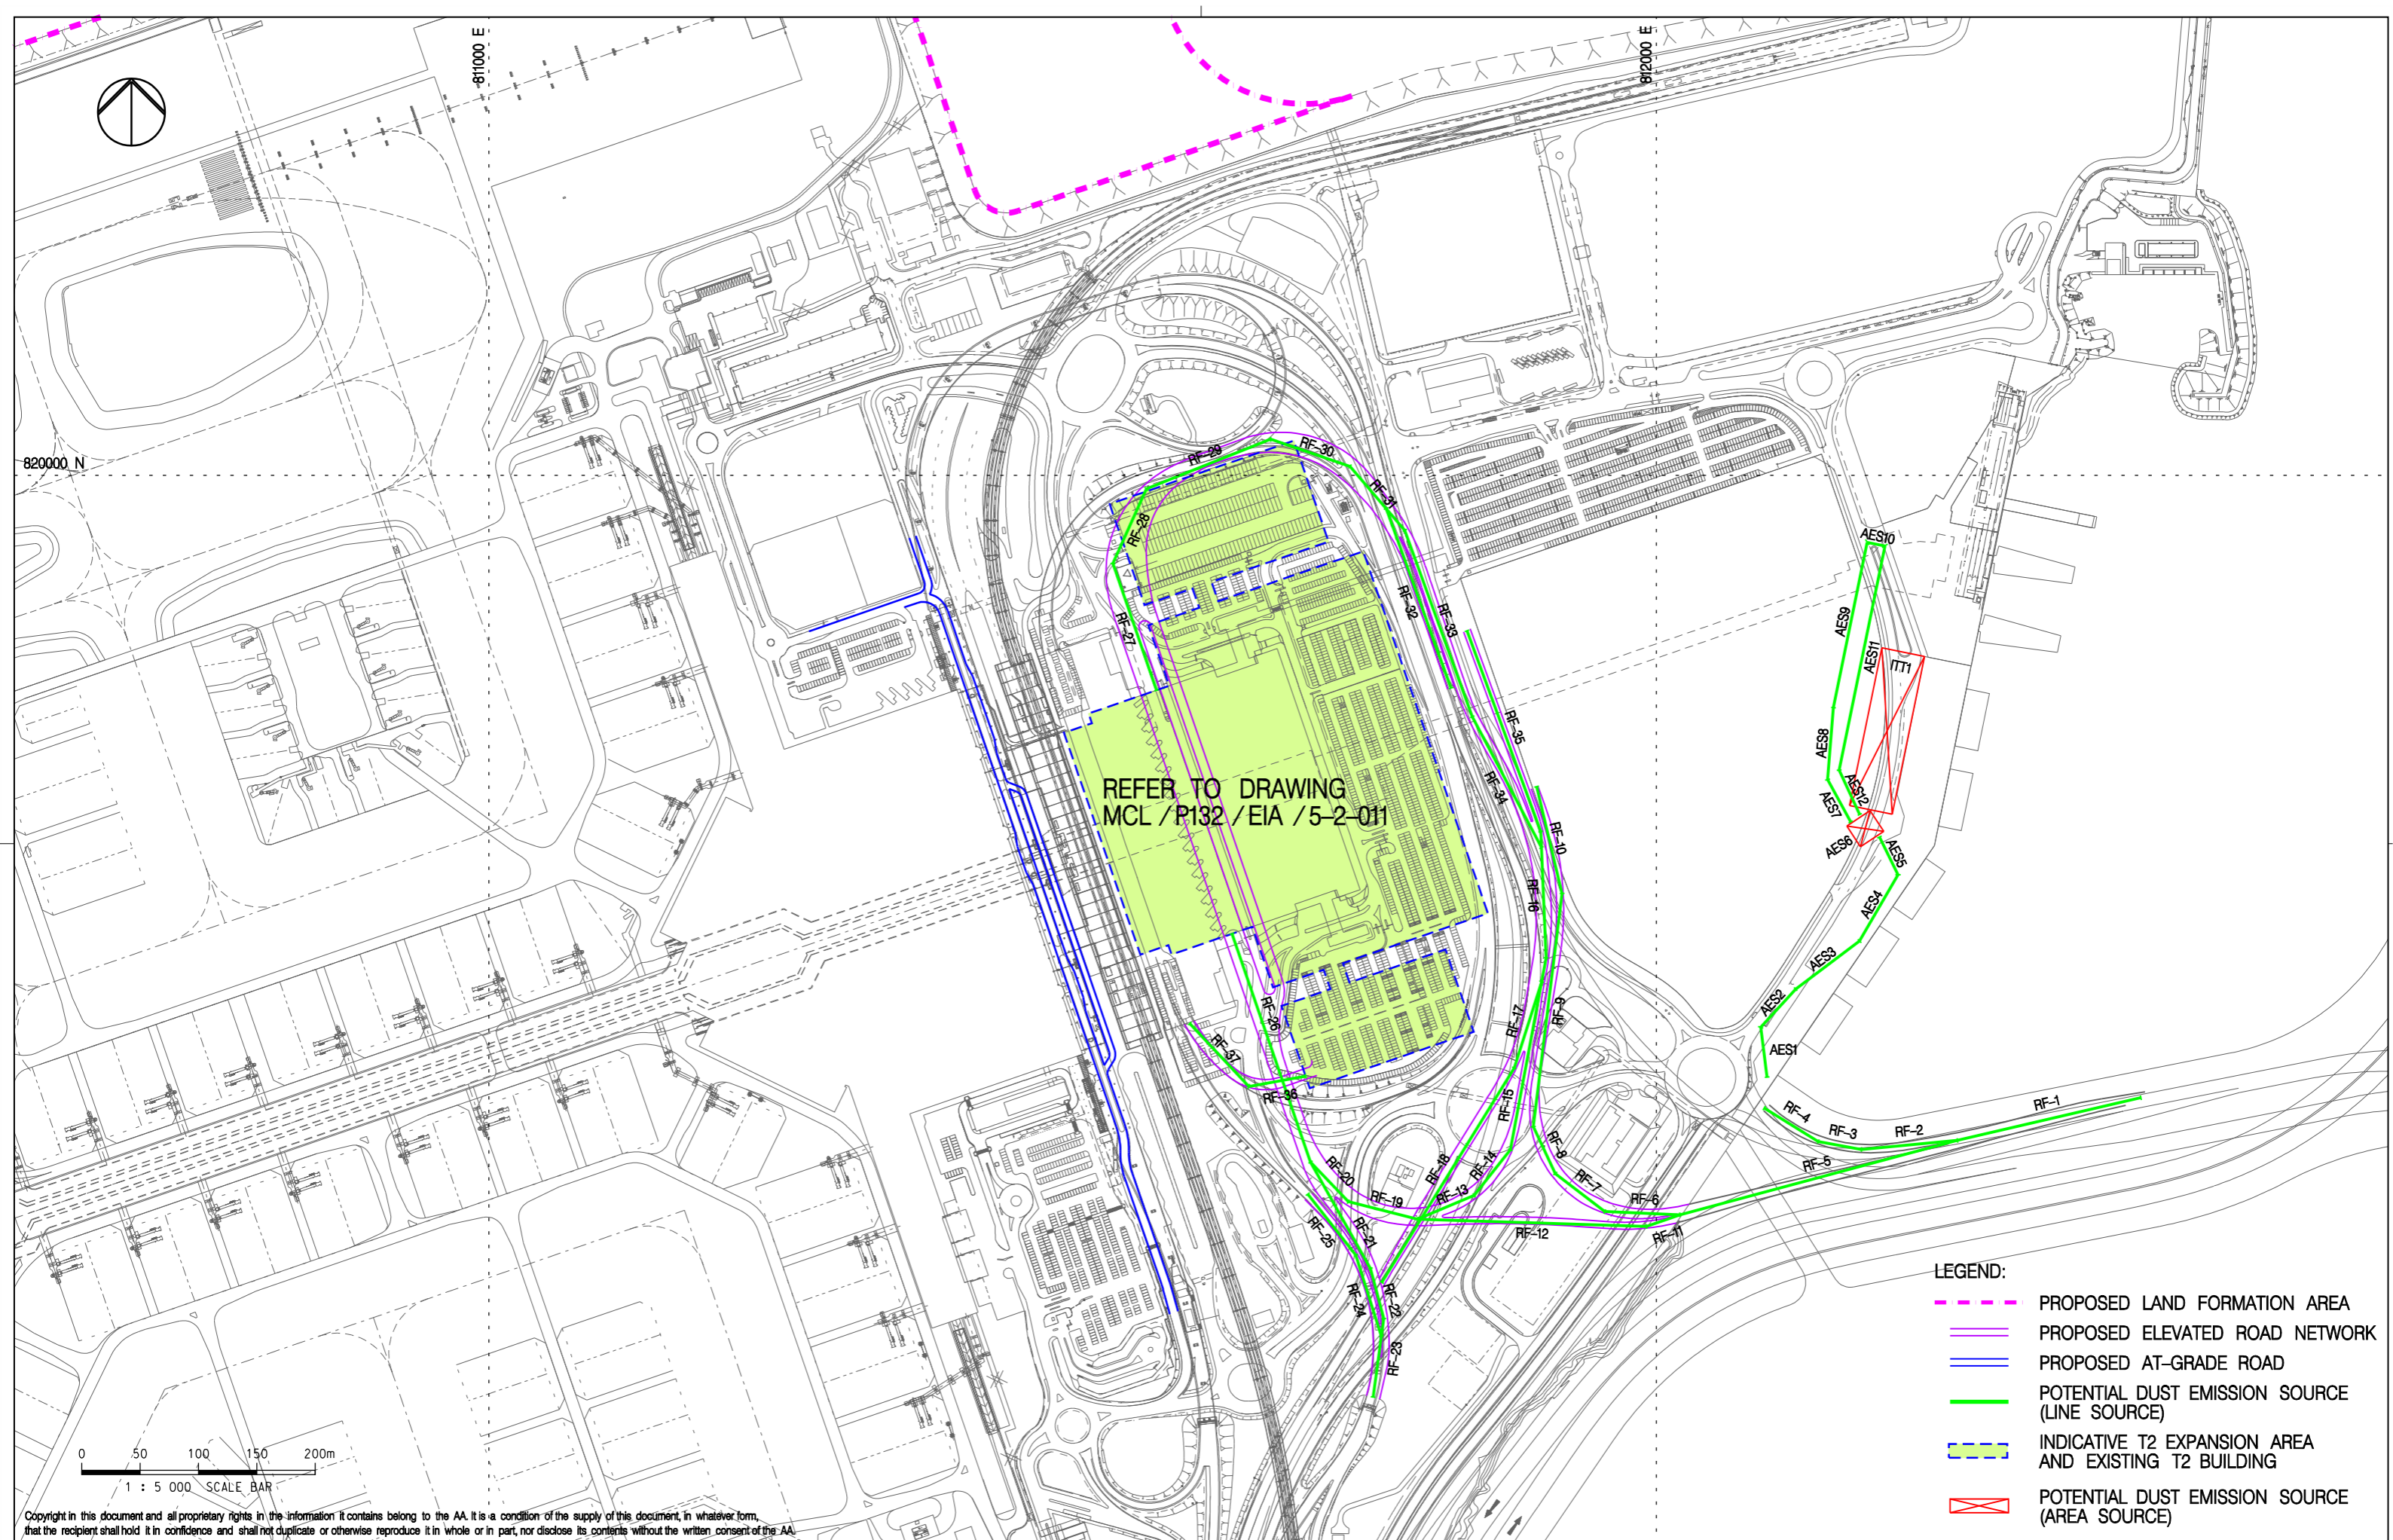 811000 E
812000 E
820000 N
RF-29
RF-30
RF-31
RF-28
RF-27
RF-32
RF-33
RF-35
RF-34
RF-10
RF-16
RF-17
RF-9
RF-26
RF-37
RF-36
RF-15
RF-18
RF-14
RF-13
RF-20
RF-19
RF-21
RF-25
RF-24
RF-22
RF-23
RF-8
RF-7
RF-6
RF-12
RF-11
RF-5
RF-4
RF-3
RF-2
RF-1
AES10
AES9
AES11
ITT1
AES8
AES12
AES7
AES6
AES5
AES4
AES3
AES2
AES1
REFER TO DRAWING
MCL / P132 / EIA / 5-2-011
LEGEND:
PROPOSED LAND FORMATION AREA
PROPOSED ELEVATED ROAD NETWORK
PROPOSED AT-GRADE ROAD
POTENTIAL DUST EMISSION SOURCE
(LINE SOURCE)
INDICATIVE T2 EXPANSION AREA
AND EXISTING T2 BUILDING
POTENTIAL DUST EMISSION SOURCE
(AREA SOURCE)
0 50 100 150 200m
1 : 5 000 SCALE BAR
Copyright in this document and all proprietary rights in the information it contains belong to the AA. It is a condition of the supply of this document, in whatever form,
that the recipient shall hold it in confidence and shall not duplicate or otherwise reproduce it in whole or in part, nor disclose its contents without the written consent of the AA.